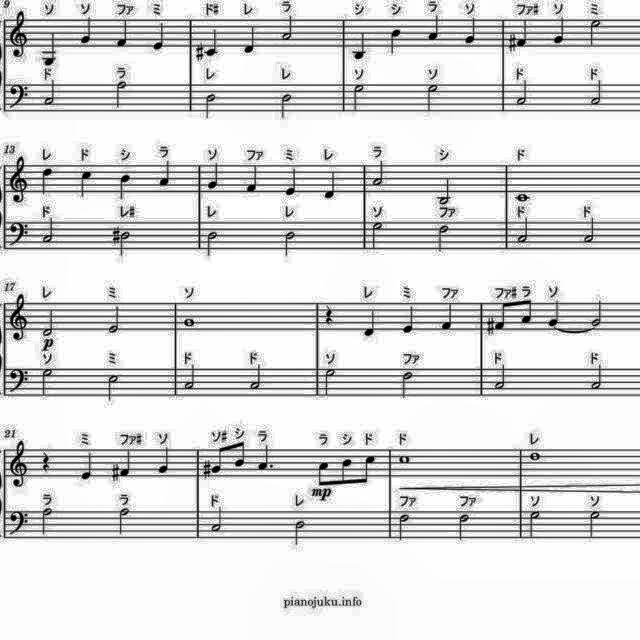 9 ソ ソ ファ ミ ド# レ ラ シ シ ラ ソ ファ# ソ ミ
ド ラ レ レ ソ ソ ド ド
13 レ ド シ ラ ソ ファ ミ レ ラ シ ド
ド レ# レ レ ソ ファ ド ド
17 レ ミ ソ レ ミ ファ ファ# ラ ソ
p
ソ ミ ド ド ソ ファ ド ド
21 ミ ファ# ソ ソ# シ ラ ラ シ ド ド レ
mp
ラ ラ ド レ ファ ファ ソ ソ
pianojuku.info